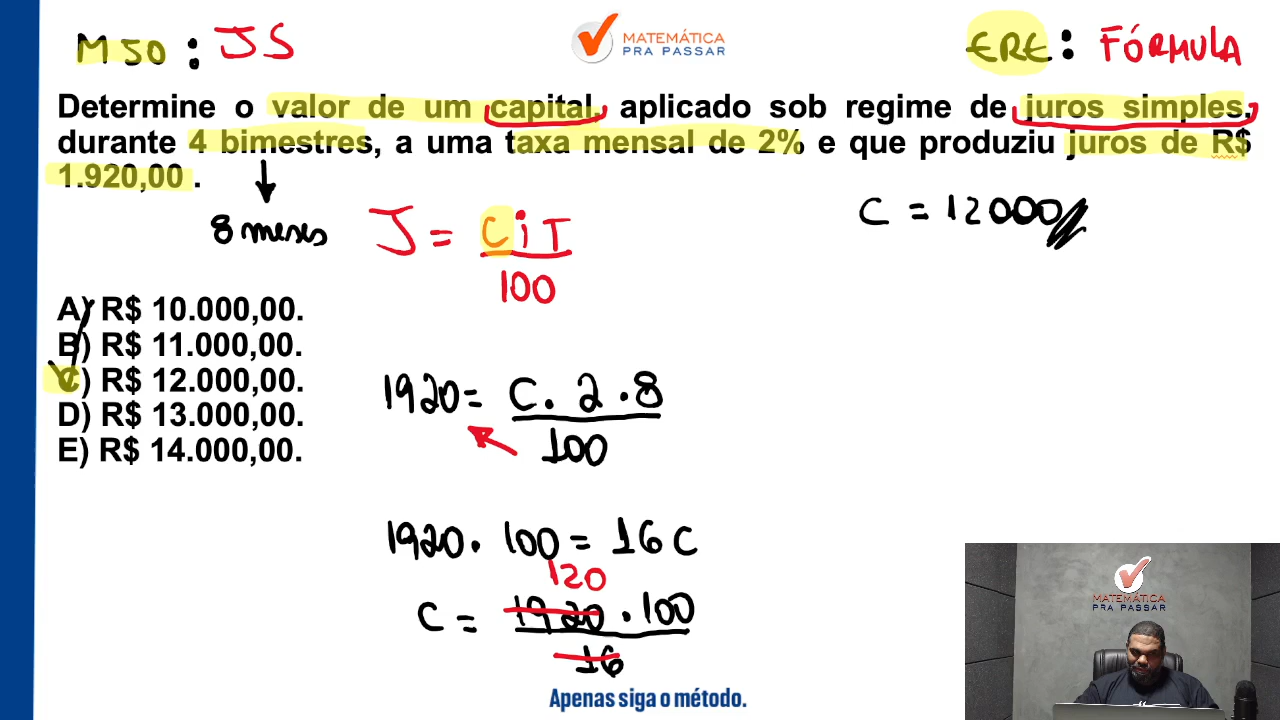 M50 : JS
MATEMÁTICA
PRA PASSAR
ERE : FÓRMULA
Determine o valor de um capital, aplicado sob regime de juros simples,
durante 4 bimestres, a uma taxa mensal de 2% e que produziu juros de R$
1.920,00 .
8 meses
J = CiT
100
C = 12000
A) R$ 10.000,00.
B) R$ 11.000,00.
C) R$ 12.000,00.
D) R$ 13.000,00.
E) R$ 14.000,00.
1920 = C. 2 . 8
100
1920. 100 = 16 C
120
C = 1920 . 100
16
Apenas siga o método.
MATEMÁTICA
PRA PASSAR